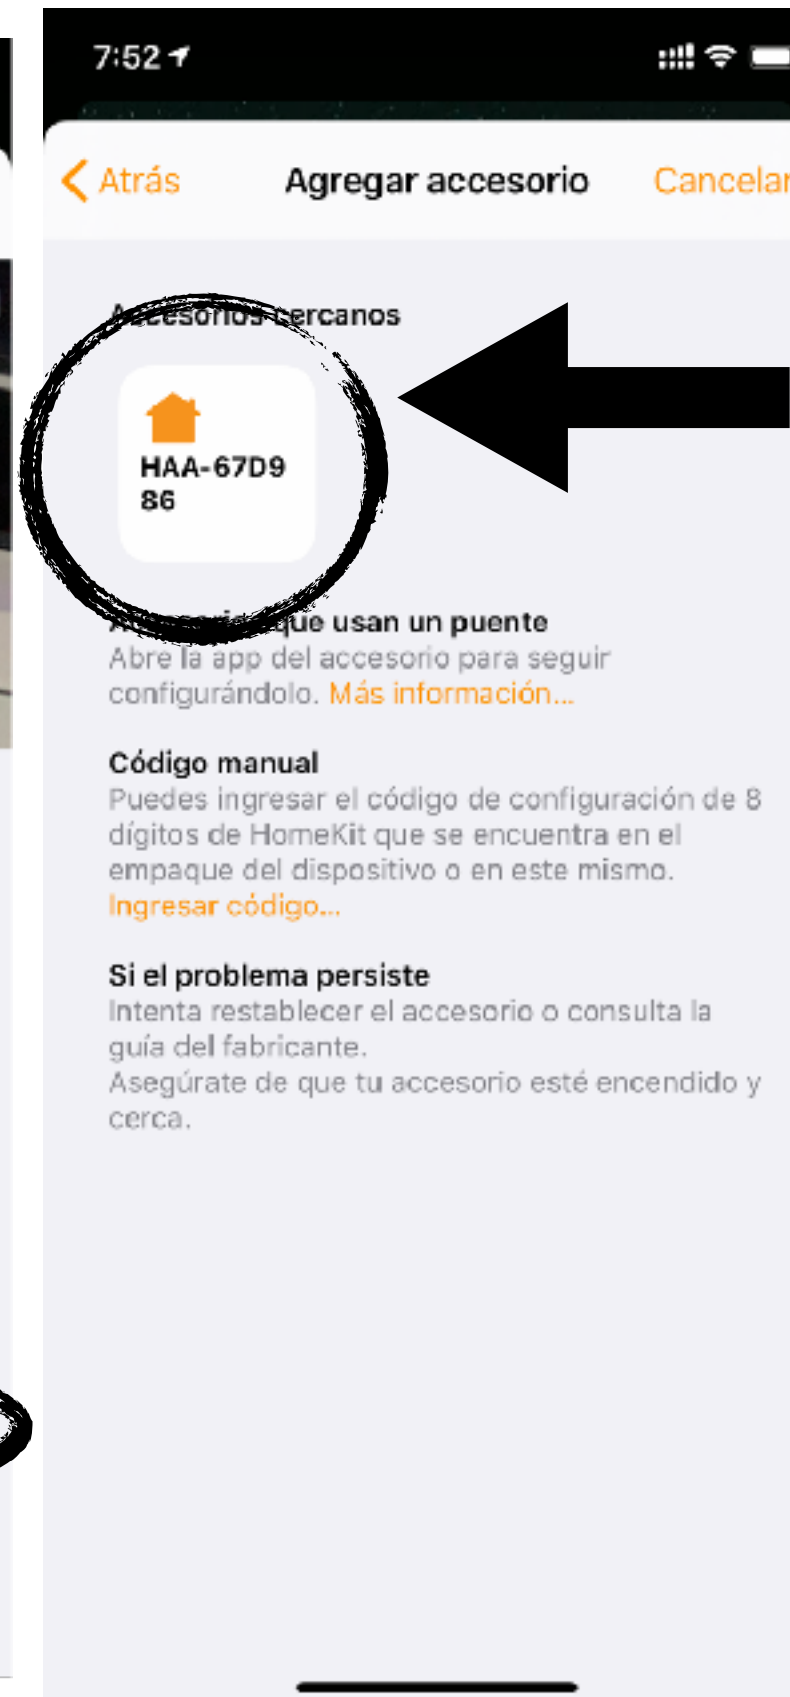 7:52
Atrás
Agregar accesorio
Cancelar
Accesorios cercanos
HAA-67D9
86
que usan un puente
Abre la app del accesorio para seguir
configurándolo. Más información...
Código manual
Puedes ingresar el código de configuración de 8
dígitos de HomeKit que se encuentra en el
empaque del dispositivo o en este mismo.
Ingresar código...
Si el problema persiste
Intenta restablecer el accesorio o consulta la
guía del fabricante.
Asegúrate de que tu accesorio esté encendido y
cerca.